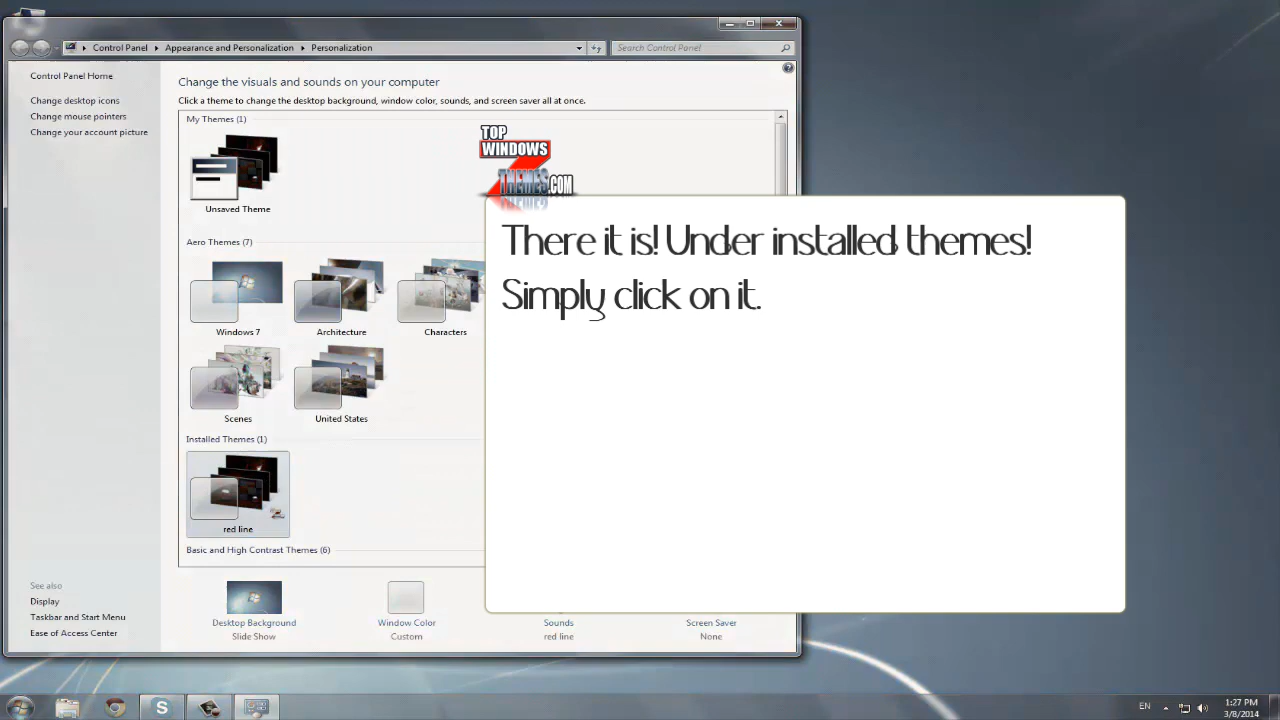 Control Panel
Appearance and Personalization
Personalization
Search Control Panel
Control Panel Home
Change desktop icons
Change mouse pointers
Change your account picture
Change the visuals and sounds on your computer
Click a theme to change the desktop background, window color, sounds, and screen saver all at once.
My Themes (1)
Unsaved Theme
TOP
WINDOWS
THEMES.COM
There it is! Under installed themes!
Simply click on it.
Aero Themes (7)
Windows 7
Architecture
Characters
Scenes
United States
Installed Themes (1)
red line
Basic and High Contrast Themes (6)
See also
Display
Taskbar and Start Menu
Ease of Access Center
Desktop Background
Slide Show
Window Color
Custom
Sounds
red line
Screen Saver
None
EN
1:27 PM
3/8/2014